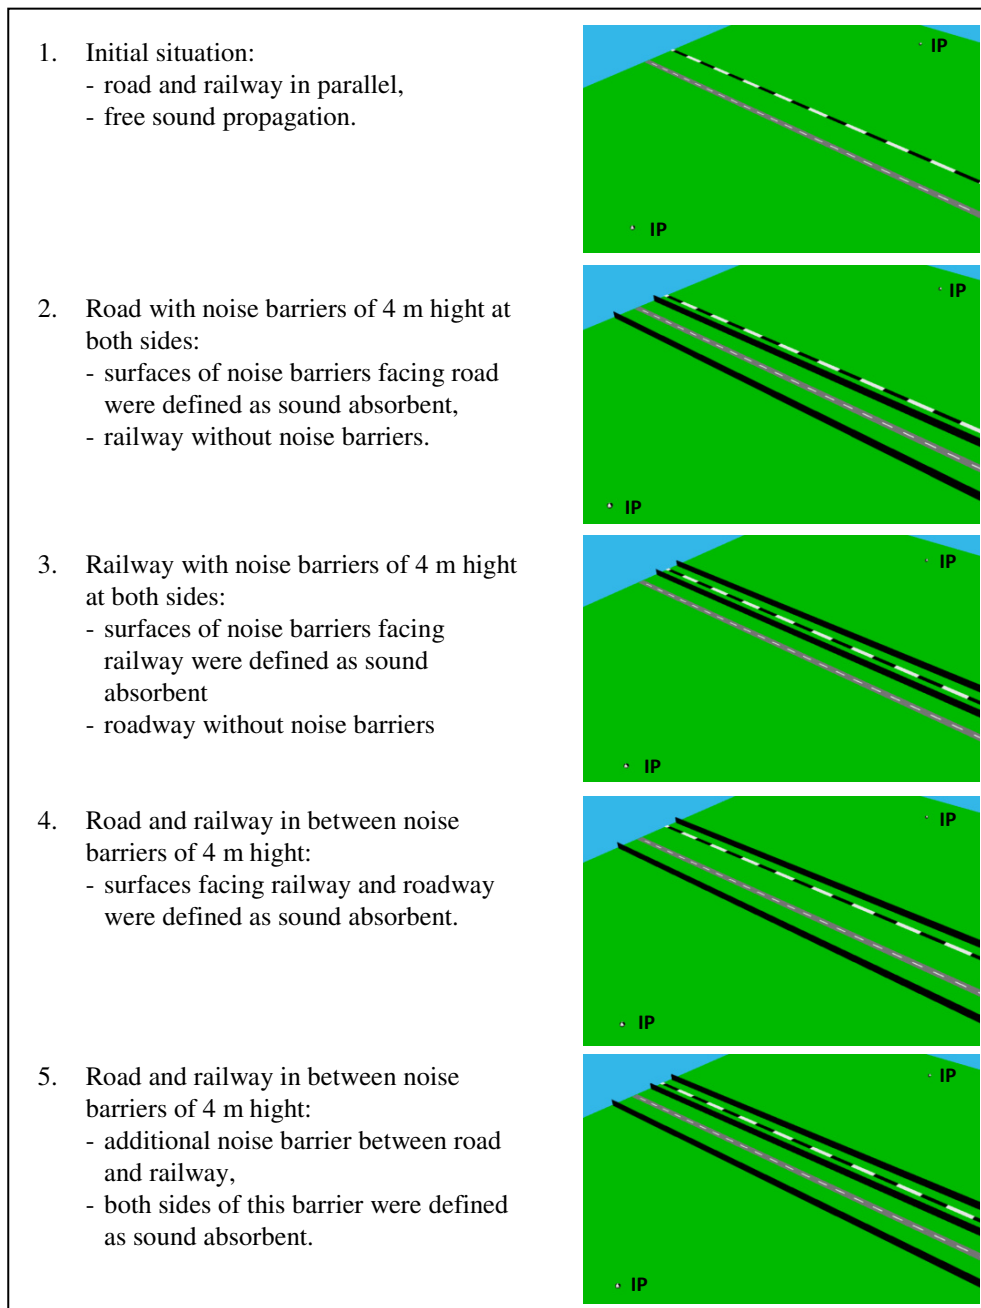 1. Initial situation:
- road and railway in parallel,
- free sound propagation.
IP
IP
2. Road with noise barriers of 4 m hight at
both sides:
- surfaces of noise barriers facing road
were defined as sound absorbent,
- railway without noise barriers.
IP
IP
3. Railway with noise barriers of 4 m hight
at both sides:
- surfaces of noise barriers facing
railway were defined as sound
absorbent
- roadway without noise barriers
IP
IP
4. Road and railway in between noise
barriers of 4 m hight:
- surfaces facing railway and roadway
were defined as sound absorbent.
IP
IP
5. Road and railway in between noise
barriers of 4 m hight:
- additional noise barrier between road
and railway,
- both sides of this barrier were defined
as sound absorbent.
IP
IP